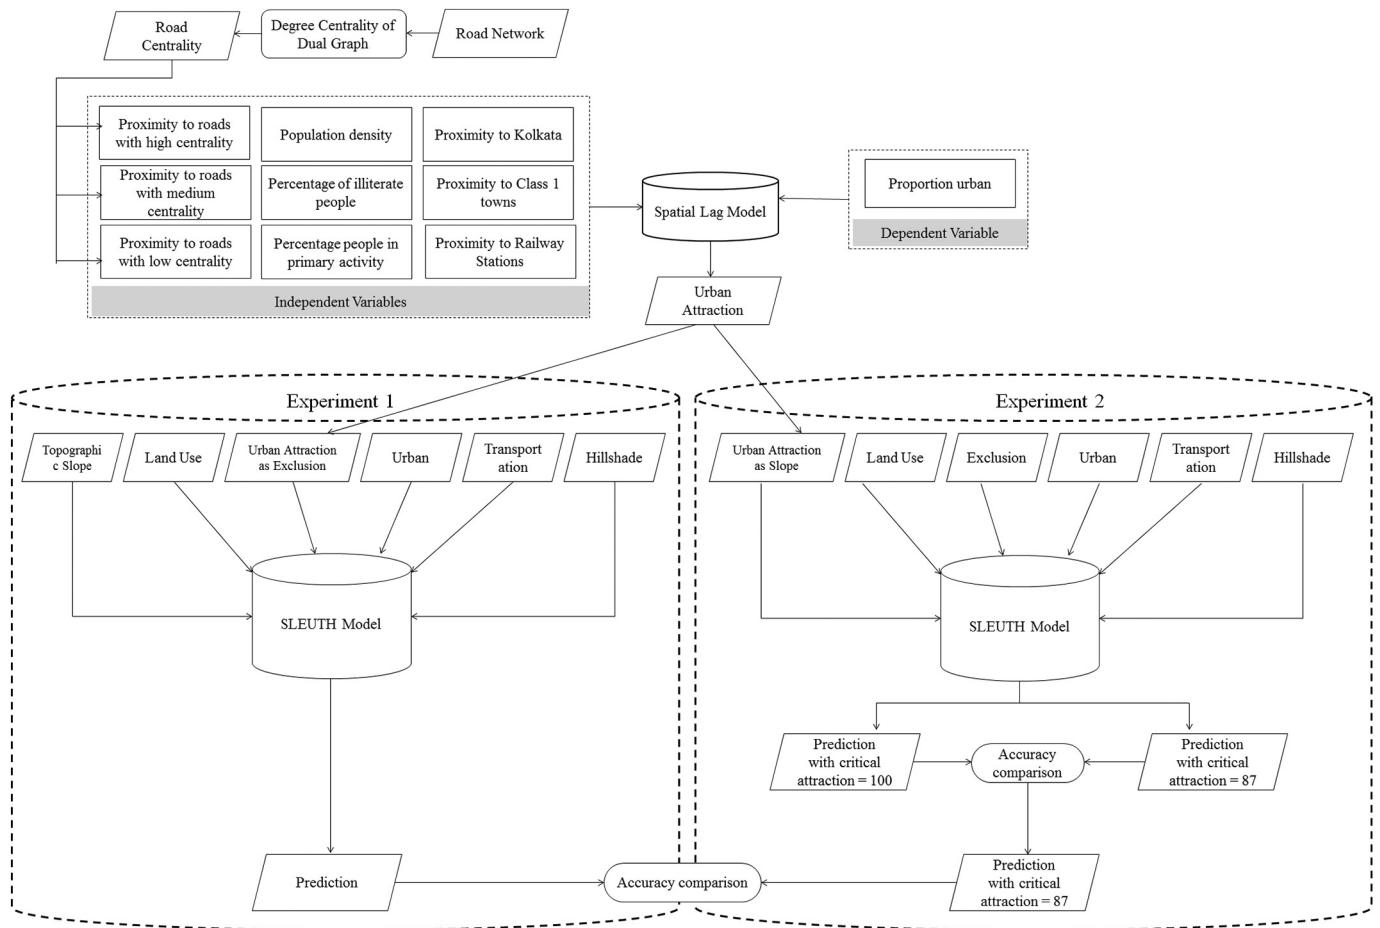 Road
Centrality
Degree Centrality of
Dual Graph
Road Network
Proximity to roads
with high centrality
Population density
Proximity to Kolkata
Proximity to roads
with medium
centrality
Percentage of illiterate
people
Proximity to Class 1
towns
Proximity to roads
with low centrality
Percentage people in
primary activity
Proximity to Railway
Stations
Independent Variables
Spatial Lag Model
Proportion urban
Dependent Variable
Urban
Attraction
Experiment 1
Topographi
c Slope
Land Use
Urban Attraction
as Exclusion
Urban
Transport
ation
Hillshade
SLEUTH Model
Prediction
Experiment 2
Urban Attraction
as Slope
Land Use
Exclusion
Urban
Transport
ation
Hillshade
SLEUTH Model
Prediction
with critical
attraction = 100
Accuracy
comparison
Prediction
with critical
attraction = 87
Prediction
with critical
attraction = 87
Accuracy comparison